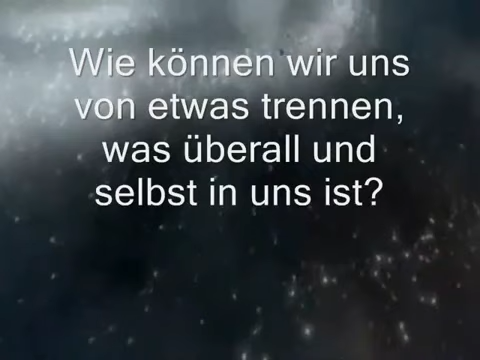 Wie können wir uns
von etwas trennen,
was überall und
selbst in uns ist?